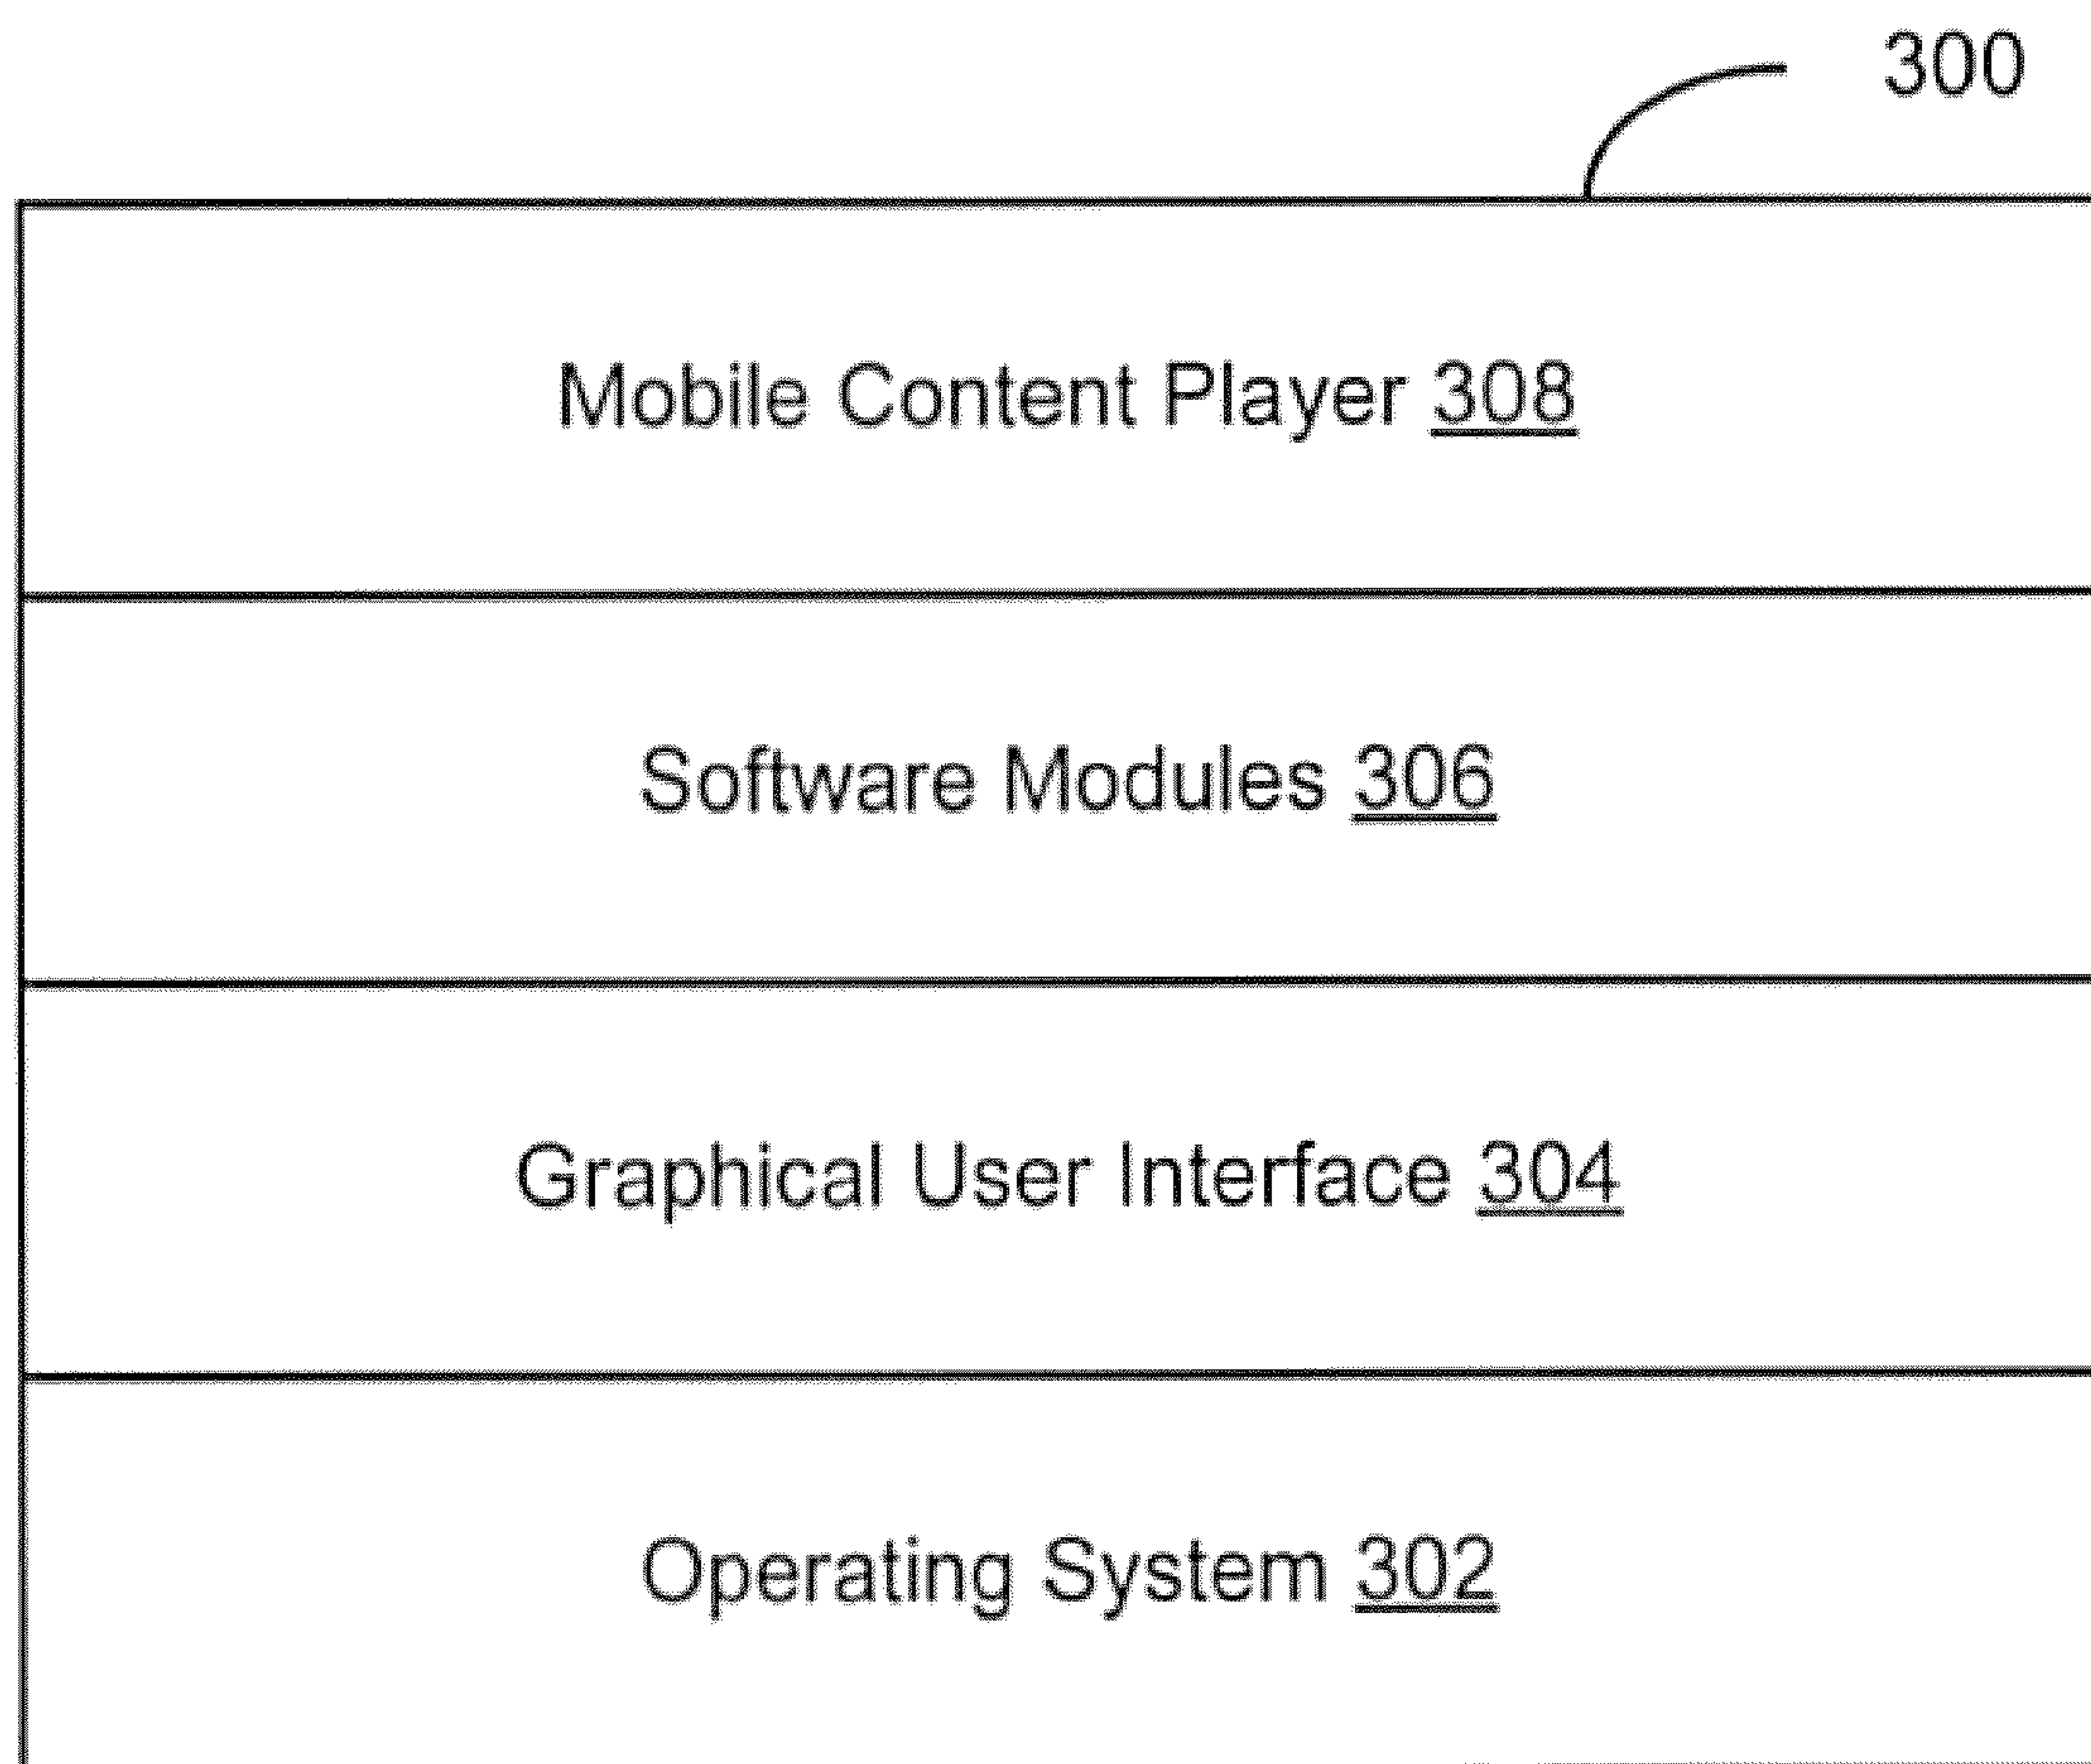 300
Mobile Content Player 308
Software Modules 306
Graphical User Interface 304
Operating System 302